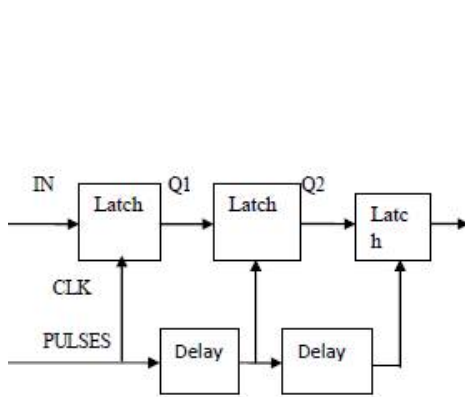 IN
Q1
Q2
Latch
Latch
Latc
h
CLK
PULSES
Delay
Delay